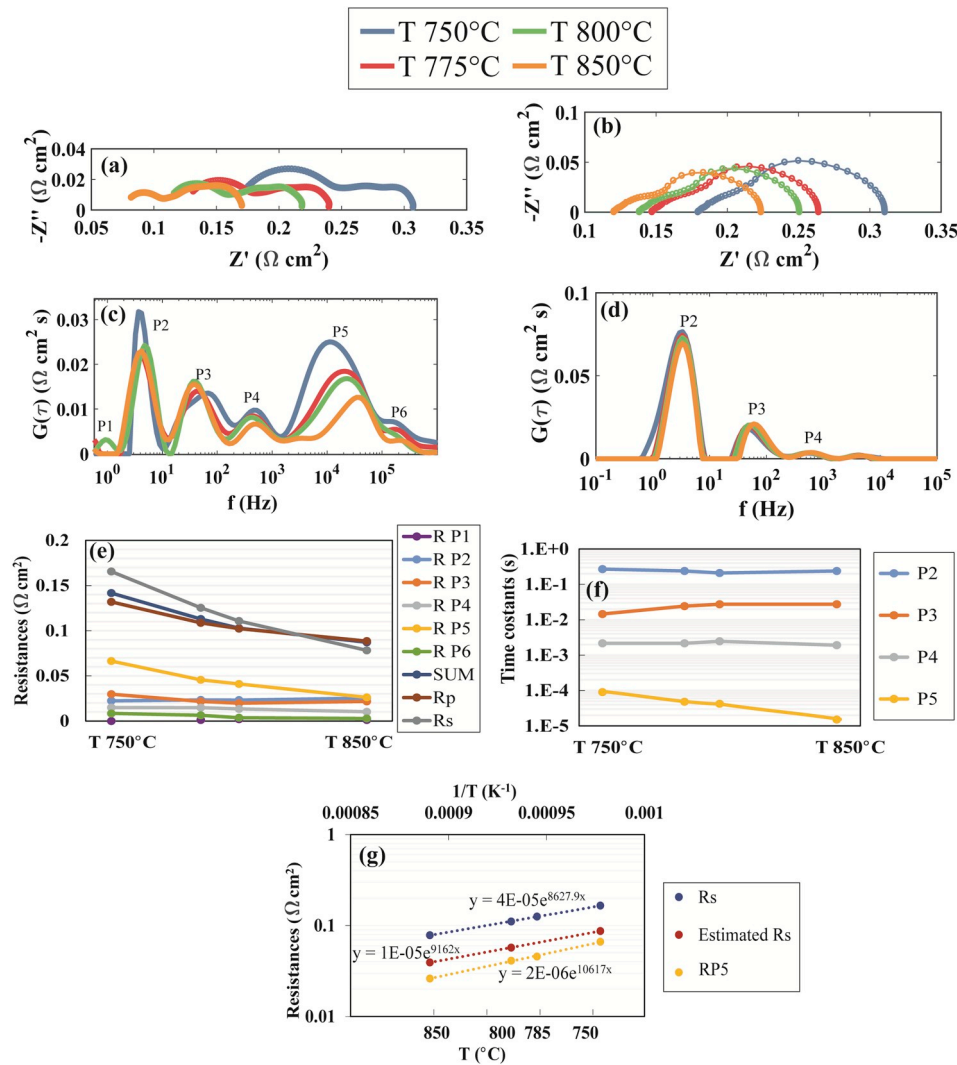 T 750°C T 800°C
T 775°C T 850°C
(a)
-Z'' (Ω cm²)
0.04
0.02
0
0.05 0.1 0.15 0.2 0.25 0.3 0.35
Z' (Ω cm²)
(b)
-Z'' (Ω cm²)
0.1
0.05
0
0.1 0.15 0.2 0.25 0.3 0.35
Z' (Ω cm²)
(c)
G(τ) (Ω cm² s)
0.03
0.02
0.01
0
P1
P2
P3
P4
P5
P6
10⁰ 10¹ 10² 10³ 10⁴ 10⁵
f (Hz)
(d)
G(τ) (Ω cm² s)
0.1
0.05
0
P2
P3
P4
10⁻¹ 10⁰ 10¹ 10² 10³ 10⁴ 10⁵
f (Hz)
(e)
Resistances (Ω cm²)
0.2
0.15
0.1
0.05
0
T 750°C T 850°C
R P1
R P2
R P3
R P4
R P5
R P6
SUM
Rp
Rs
(f)
Time costants (s)
1.E+0
1.E-1
1.E-2
1.E-3
1.E-4
1.E-5
T 750°C T 850°C
P2
P3
P4
P5
1/T (K⁻¹)
0.00085 0.0009 0.00095 0.001
(g)
Resistances (Ω cm²)
1
0.1
0.01
y = 4E-05e⁸⁶²⁷·⁹ˣ
y = 1E-05e⁹¹⁶²ˣ
y = 2E-06e¹⁰⁶¹⁷ˣ
850 800 785 750
T (°C)
Rs
Estimated Rs
RP5